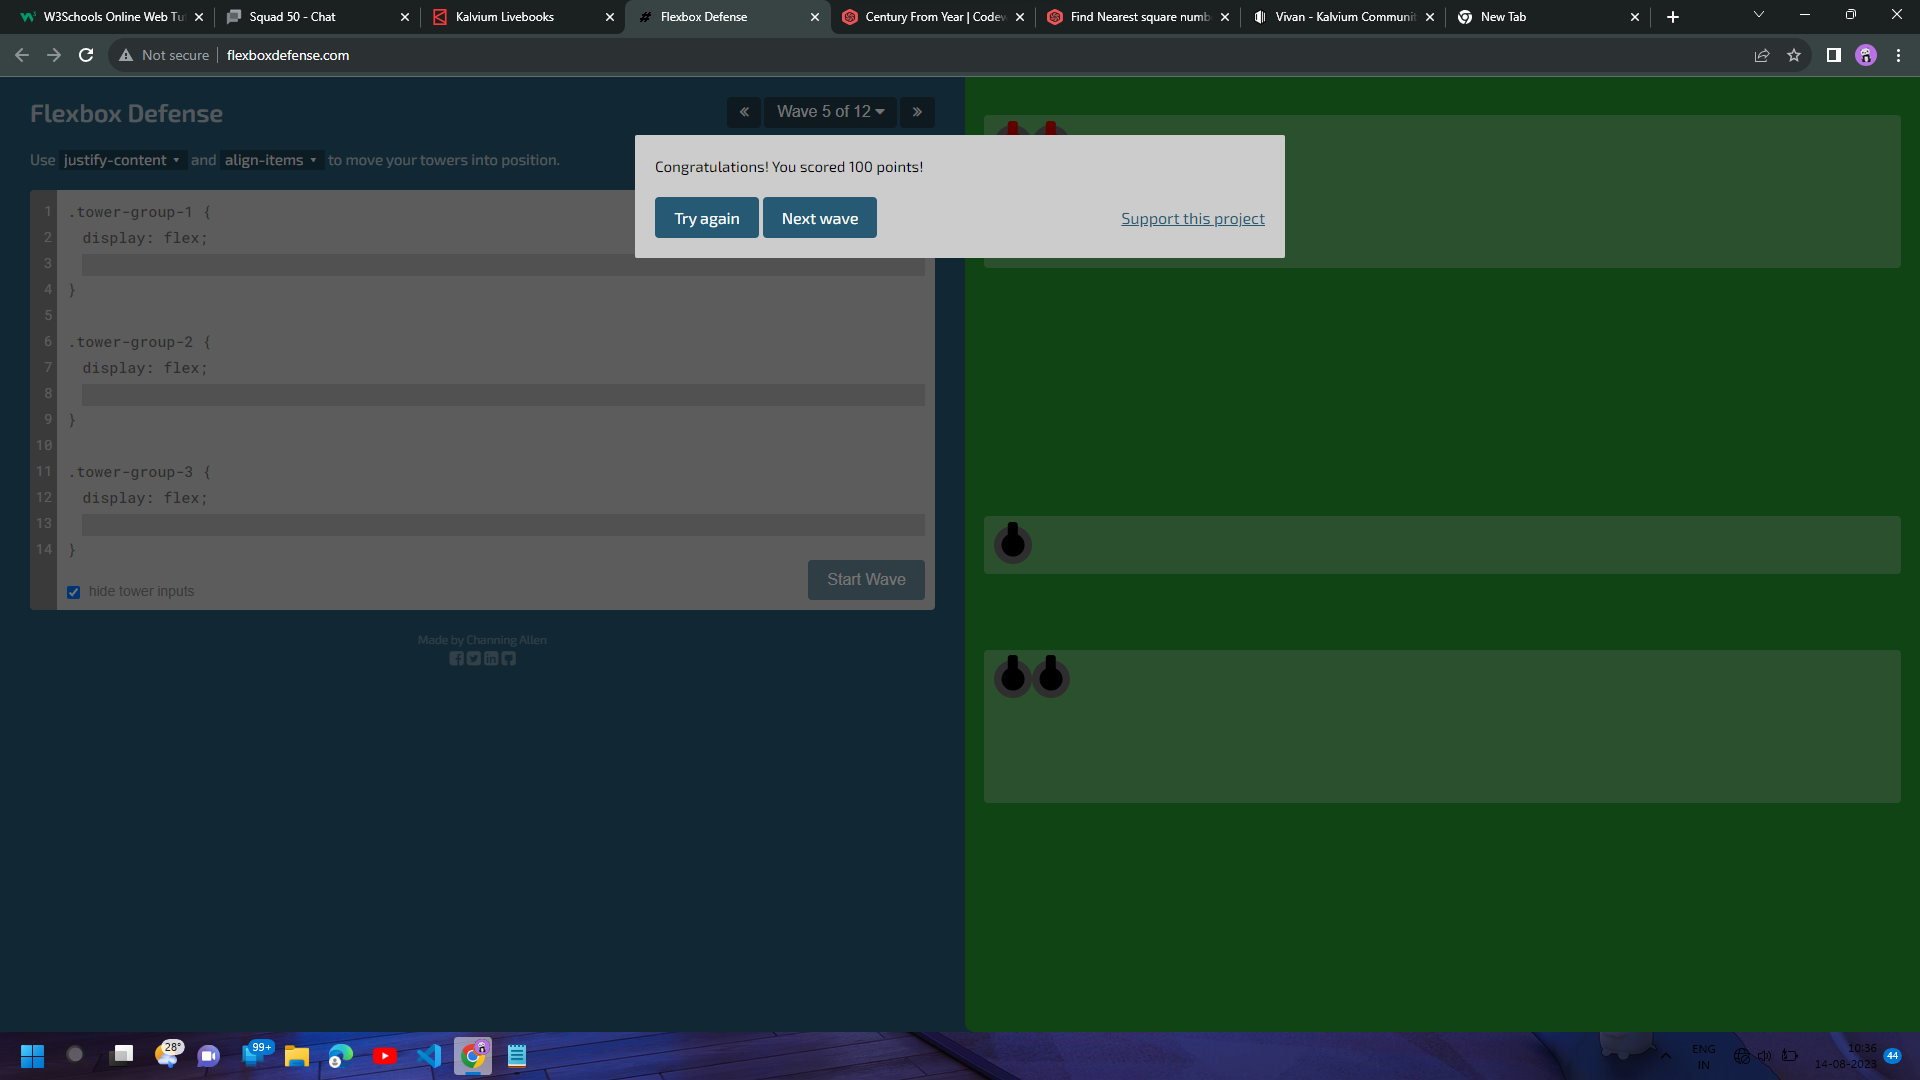 W3Schools Online Web Tu
Squad 50 - Chat
Kalvium Livebooks
Flexbox Defense
Century From Year | Codew
Find Nearest square numb
Vivan - Kalvium Communit
New Tab
Not secure
flexboxdefense.com
Flexbox Defense
Wave 5 of 12
Use justify-content and align-items to move your towers into position.
Congratulations! You scored 100 points!
Try again
Next wave
Support this project
1 .tower-group-1 {
2 display: flex;
3
4 }
5
6 .tower-group-2 {
7 display: flex;
8
9 }
10
11 .tower-group-3 {
12 display: flex;
13
14 }
hide tower inputs
Start Wave
Made by Channing Allen
28°
99+
ENG
IN
10:36
14-08-2023
44